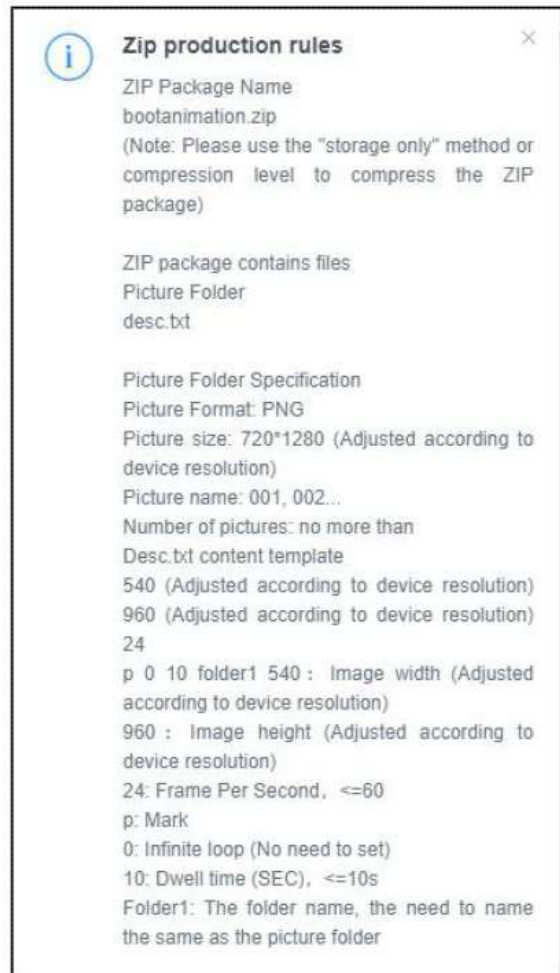 Zip production rules
ZIP Package Name
bootanimation.zip
(Note: Please use the "storage only" method or
compression level to compress the ZIP
package)
ZIP package contains files
Picture Folder
desc.txt
Picture Folder Specification
Picture Format: PNG
Picture size: 720*1280 (Adjusted according to
device resolution)
Picture name: 001, 002...
Number of pictures: no more than
Desc.txt content template
540 (Adjusted according to device resolution)
960 (Adjusted according to device resolution)
24
p 0 10 folder1 540： Image width (Adjusted
according to device resolution)
960： Image height (Adjusted according to
device resolution)
24: Frame Per Second，<=60
p: Mark
0: Infinite loop (No need to set)
10: Dwell time (SEC)，<=10s
Folder1: The folder name, the need to name
the same as the picture folder